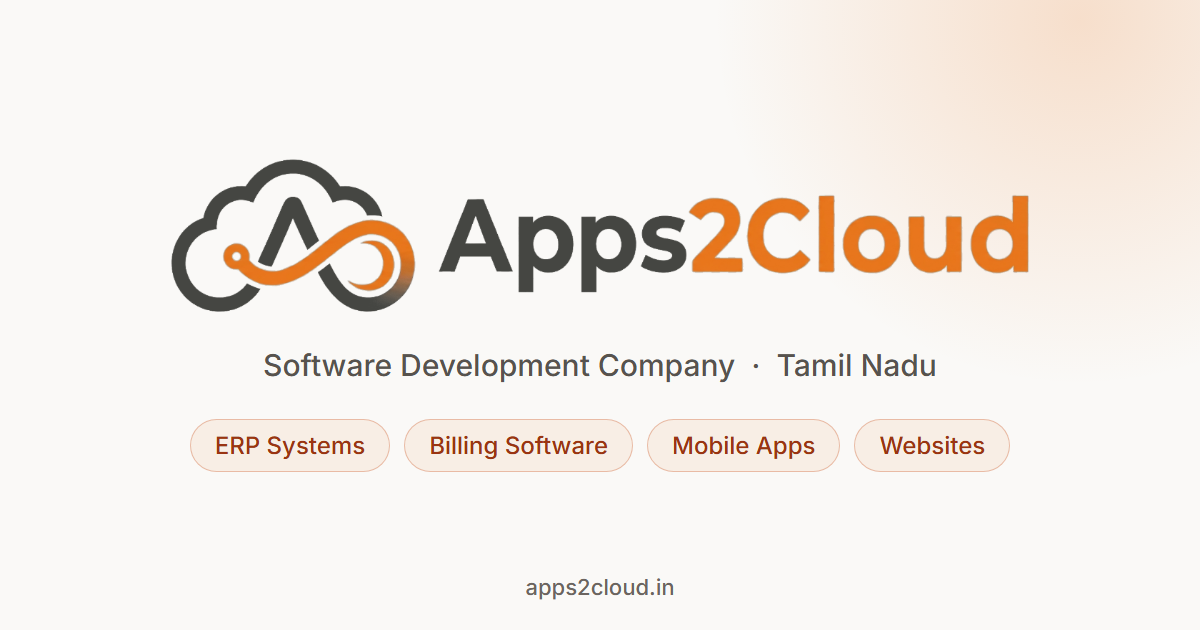 Apps2Cloud
Software Development Company · Tamil Nadu
ERP Systems Billing Software Mobile Apps Websites
apps2cloud.in